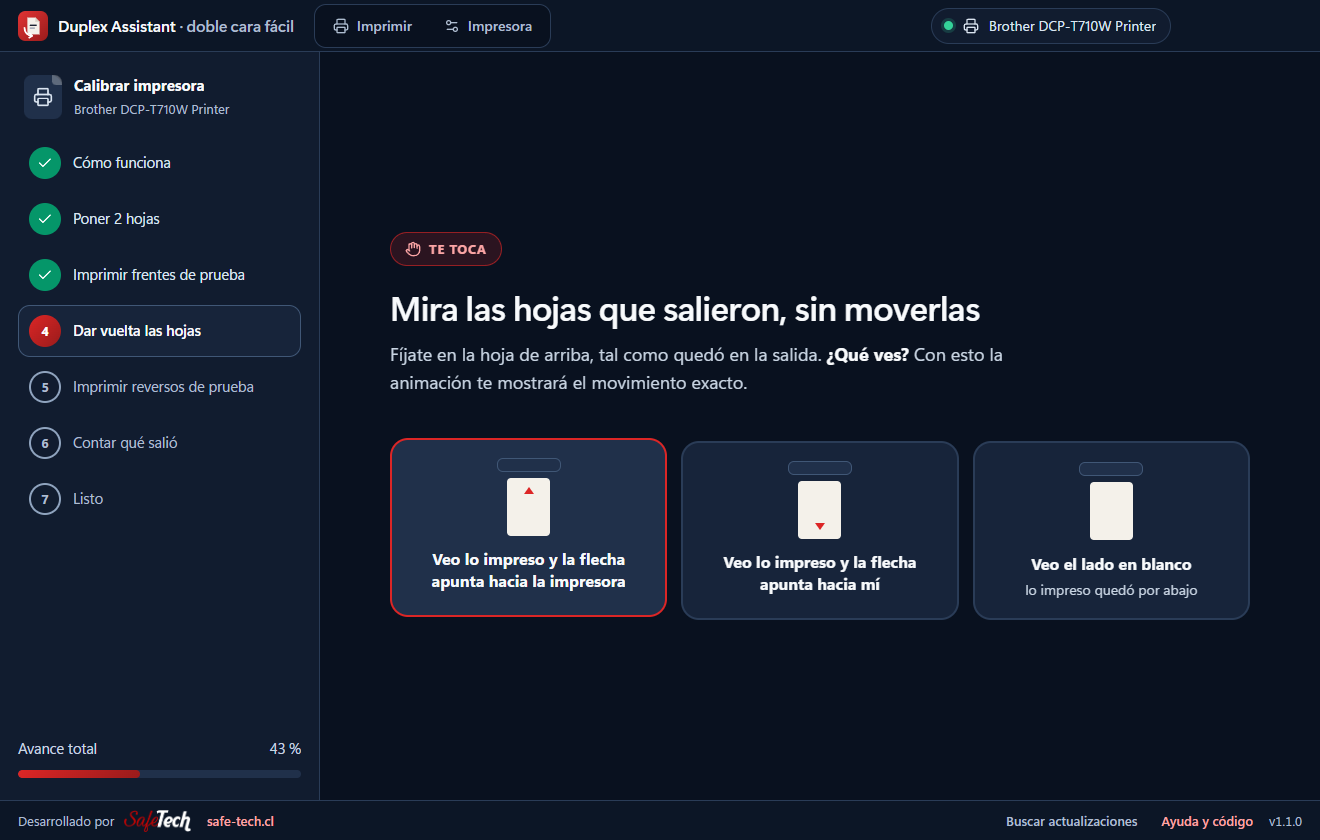 Duplex Assistant · doble cara fácil
Imprimir
Impresora
Brother DCP-T710W Printer
Calibrar impresora
Brother DCP-T710W Printer
Cómo funciona
Poner 2 hojas
Imprimir frentes de prueba
4 Dar vuelta las hojas
5 Imprimir reversos de prueba
6 Contar qué salió
7 Listo
Avance total 43 %
TE TOCA
Mira las hojas que salieron, sin moverlas
Fíjate en la hoja de arriba, tal como quedó en la salida. ¿Qué ves? Con esto la
animación te mostrará el movimiento exacto.
Veo lo impreso y la flecha
apunta hacia la impresora
Veo lo impreso y la flecha
apunta hacia mí
Veo el lado en blanco
lo impreso quedó por abajo
Desarrollado por SafeTech safe-tech.cl
Buscar actualizaciones
Ayuda y código
v1.1.0